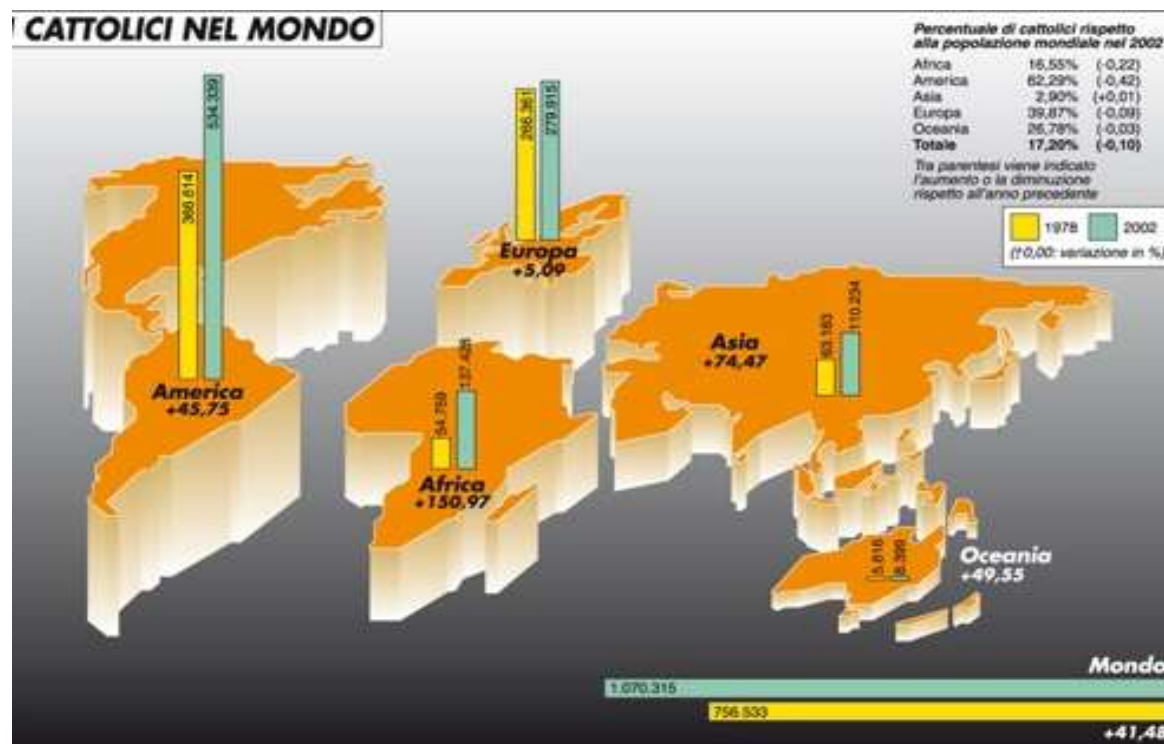 I CATTOLICI NEL MONDO
Percentuale di cattolici rispetto
alla popolazione mondiale nel 2002
Africa 16,55% (-0,22)
America 62,29% (-0,42)
Asia 2,90% (+0,01)
Europa 39,87% (-0,09)
Oceania 26,78% (-0,03)
Totale 17,20% (-0,10)
Tra parentesi viene indicato
l'aumento o la diminuzione
rispetto all'anno precedente
1978 2002
(±0,00: variazione in %)
366.614
534.339
America
+45,75
266.361
279.915
Europa
+5,09
63.183
110.234
Asia
+74,47
54.759
137.428
Africa
+150,97
5.616
8.399
Oceania
+49,55
Mondo
1.070.315
756.533
+41,48